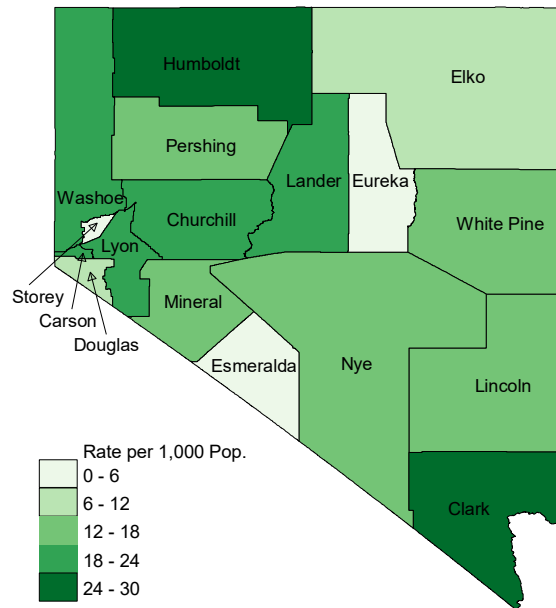 Humboldt
Elko
Pershing
Washoe
Lander
Eureka
Churchill
White Pine
Lyon
Storey
Carson
Mineral
Douglas
Esmeralda
Nye
Lincoln
Rate per 1,000 Pop.
0 - 6
6 - 12
12 - 18
18 - 24
24 - 30
Clark